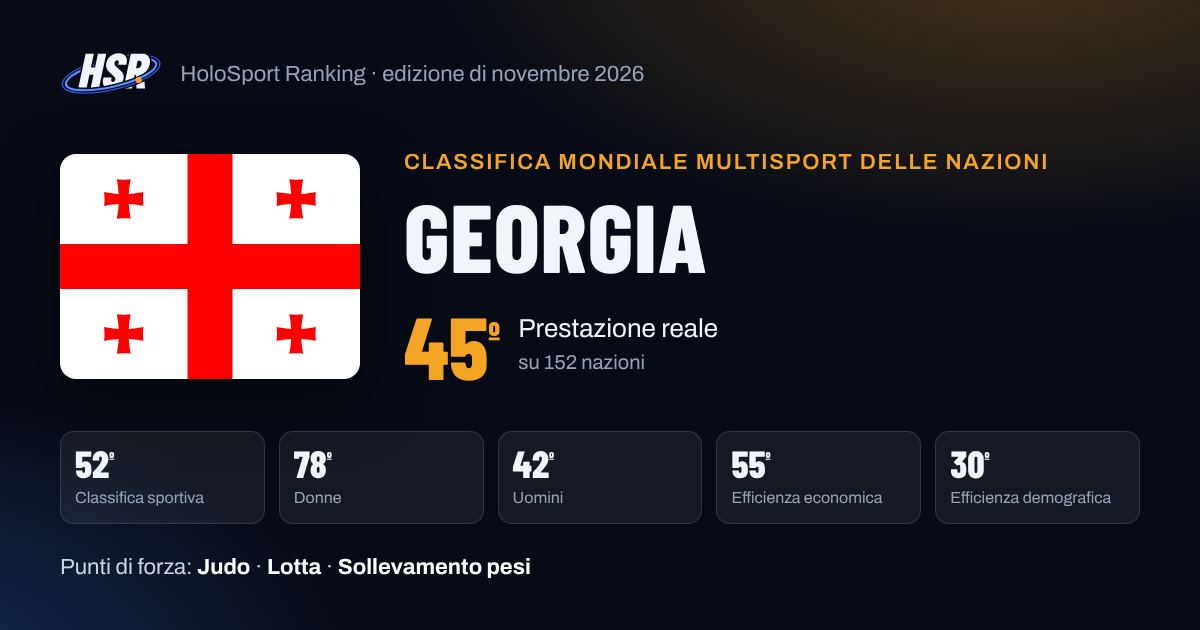 HSR
HoloSport Ranking · edizione di novembre 2026
CLASSIFICA MONDIALE MULTISPORT DELLE NAZIONI
GEORGIA
45º
Prestazione reale
su 152 nazioni
52º
Classifica sportiva
78º
Donne
42º
Uomini
55º
Efficienza economica
30º
Efficienza demografica
Punti di forza: Judo · Lotta · Sollevamento pesi